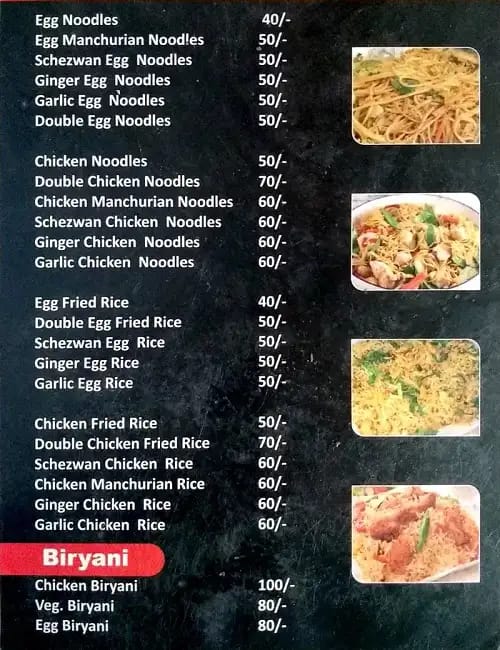 Egg Noodles 40/-
Egg Manchurian Noodles 50/-
Schezwan Egg Noodles 50/-
Ginger Egg Noodles 50/-
Garlic Egg Noodles 50/-
Double Egg Noodles 50/-
Chicken Noodles 50/-
Double Chicken Noodles 70/-
Chicken Manchurian Noodles 60/-
Schezwan Chicken Noodles 60/-
Ginger Chicken Noodles 60/-
Garlic Chicken Noodles 60/-
Egg Fried Rice 40/-
Double Egg Fried Rice 50/-
Schezwan Egg Rice 50/-
Ginger Egg Rice 50/-
Garlic Egg Rice 50/-
Chicken Fried Rice 50/-
Double Chicken Fried Rice 70/-
Schezwan Chicken Rice 60/-
Chicken Manchurian Rice 60/-
Ginger Chicken Rice 60/-
Garlic Chicken Rice 60/-
Biryani
Chicken Biryani 100/-
Veg. Biryani 80/-
Egg Biryani 80/-